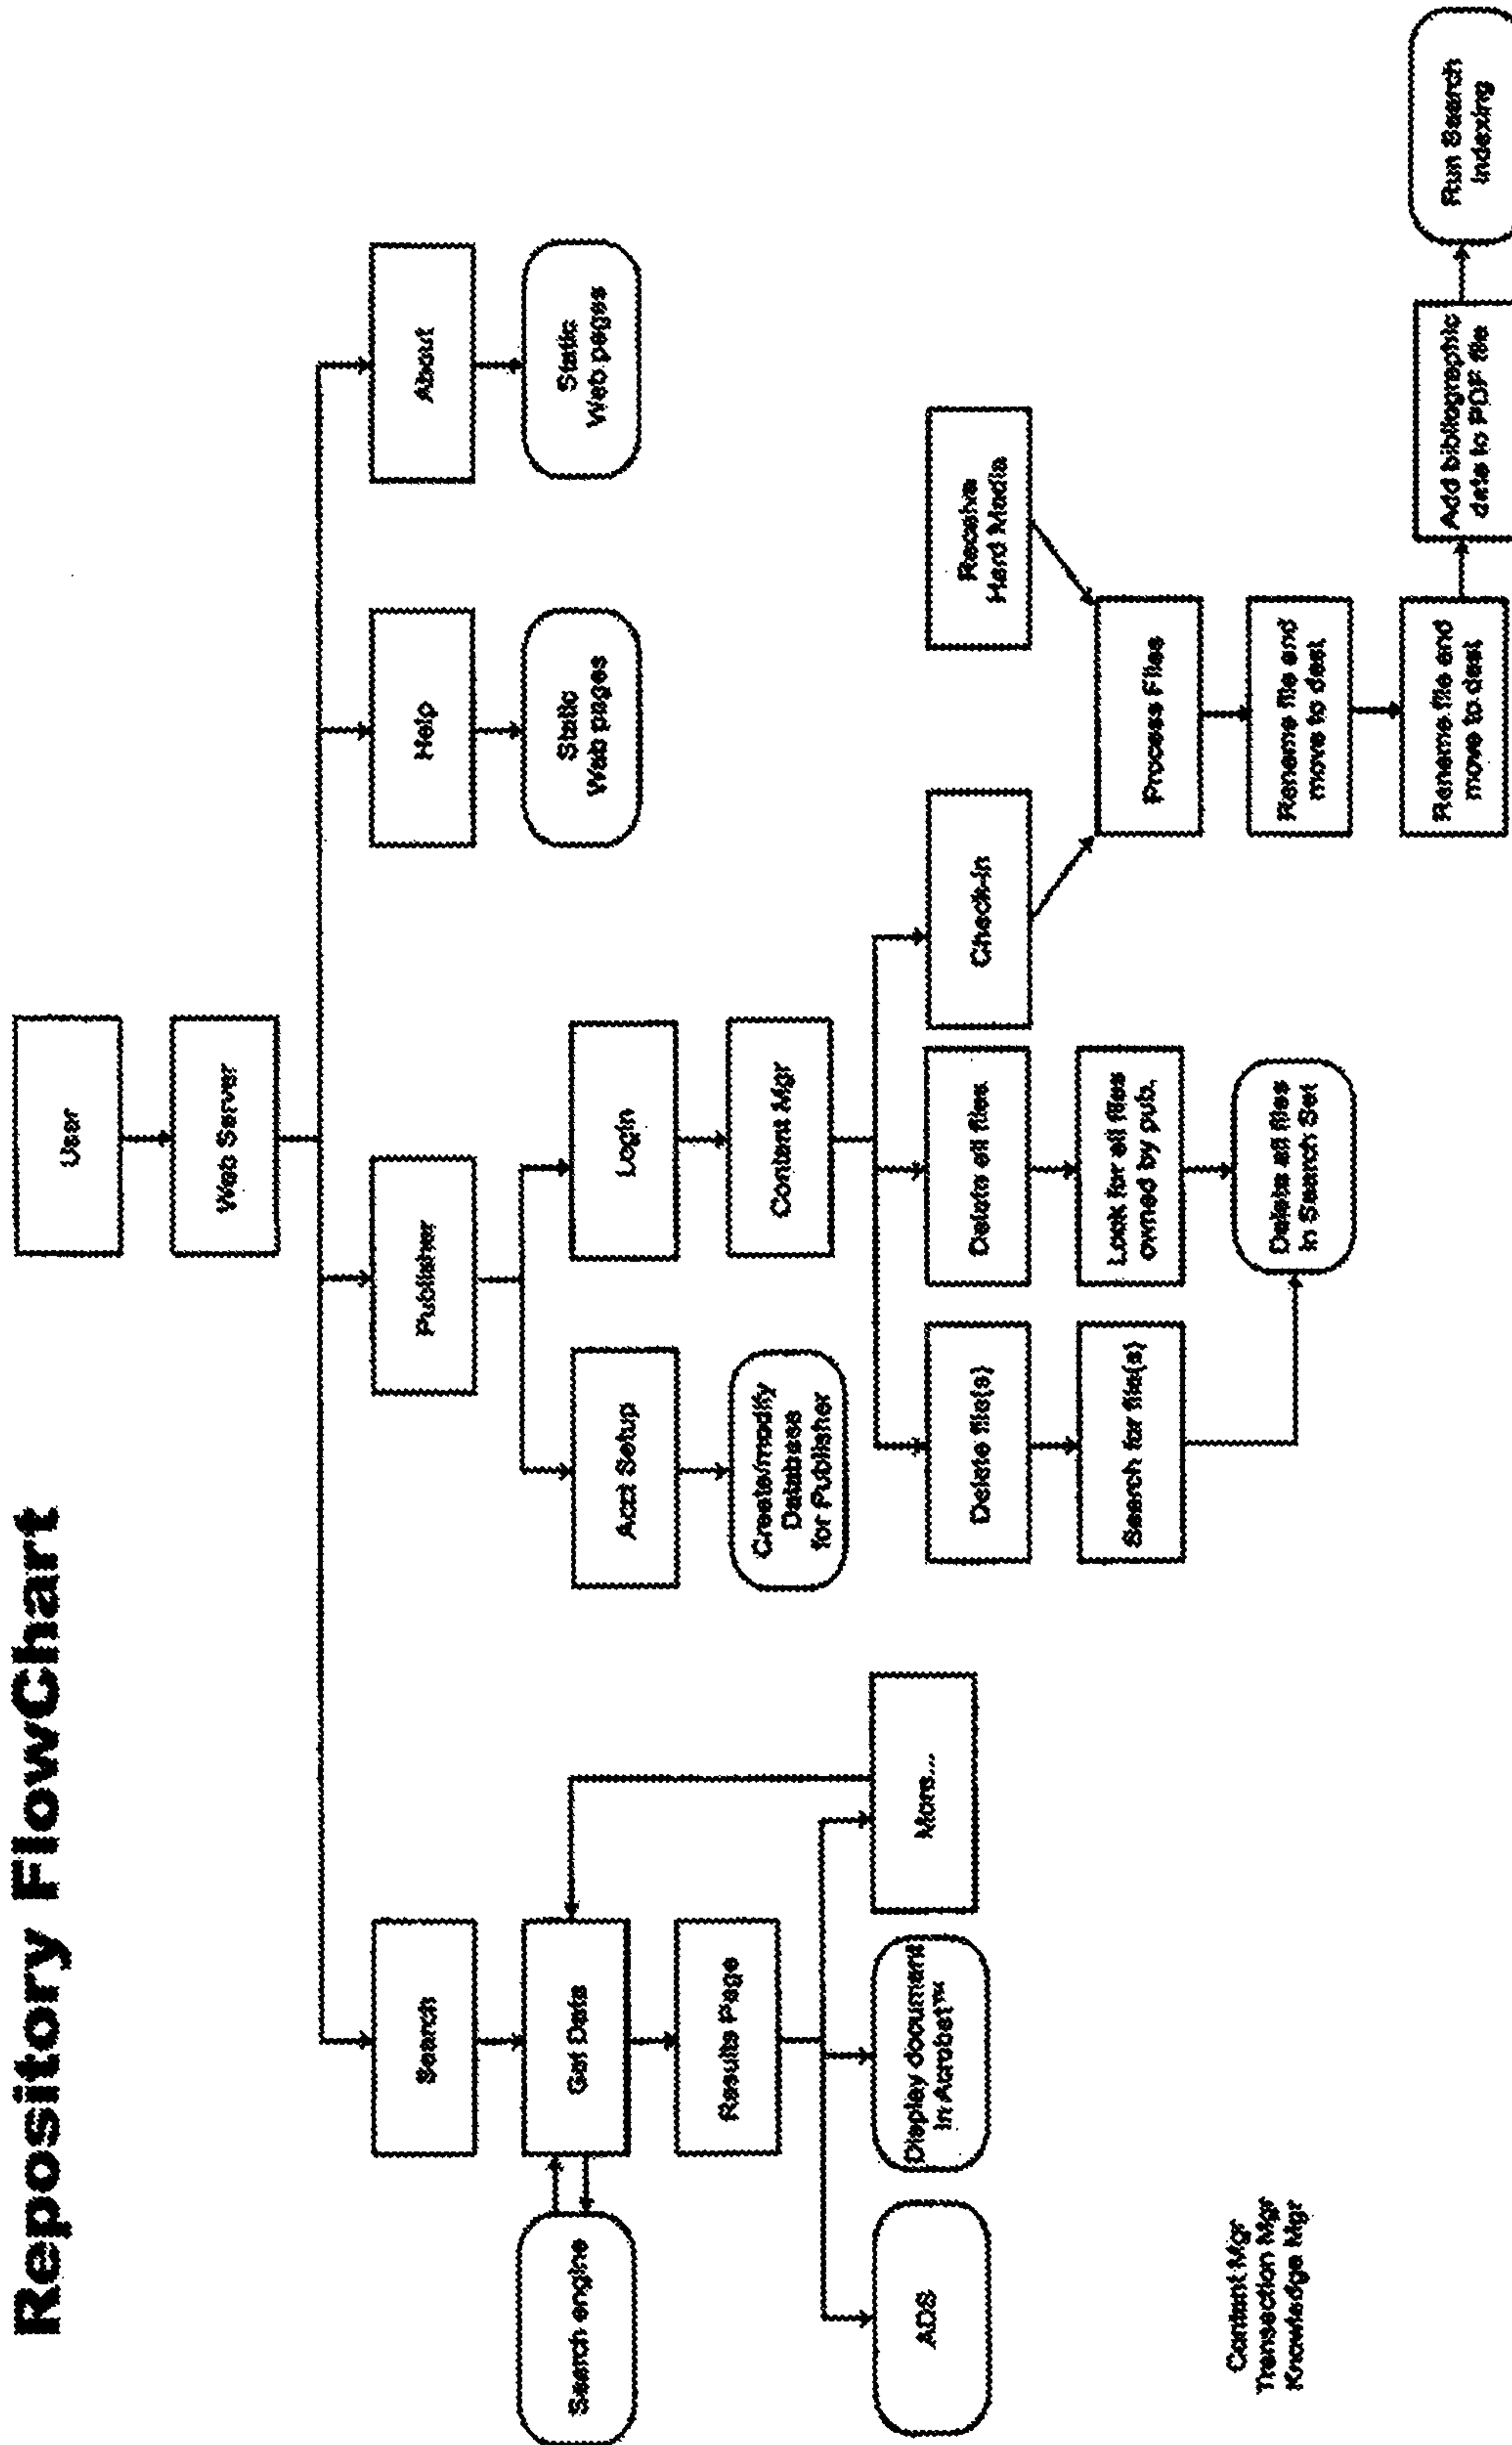 Repository FlowChart
User
Web Server
Search
Publisher
Help
About
Search engine
Get Data
Acct Setup
Login
Static
Web pages
Static
Web pages
Results Page
Create/modify
Database
for Publisher
Content Mgr
ADS
Display document
in Acrobat™
More...
Delete file(s)
Delete all files
Check-in
Receive
Hard Media
Search for file(s)
Look for all files
owned by pub.
Process Files
Delete all files
in Search Set
Rename file and
move to dest
Rename file and
move to dest
Add bibliographic
data to PDF file
Run Search
Indexing
Content Mgr
Transection Mgr
Knowledge Mgr